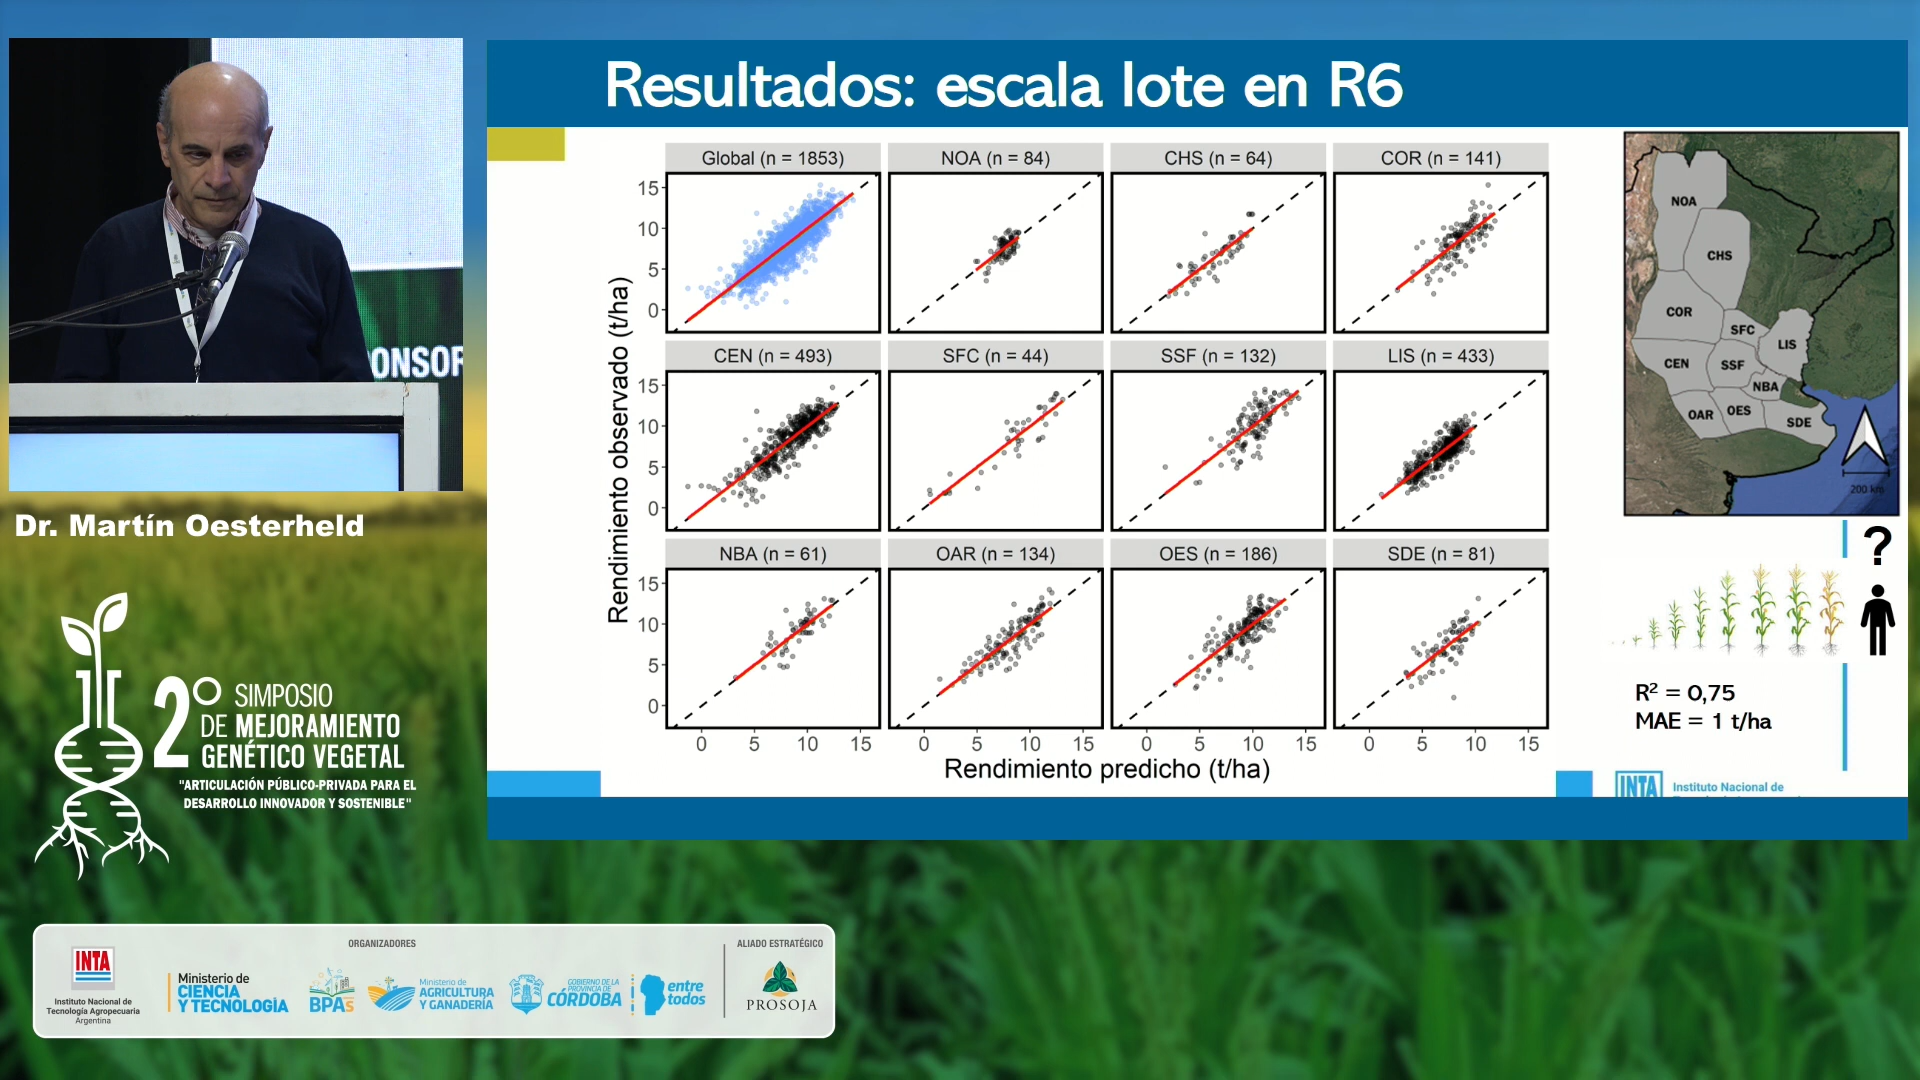 Resultados: escala lote en R6
ONSOR
Dr. Martín Oesterheld
2° SIMPOSIO
DE MEJORAMIENTO
GENÉTICO VEGETAL
"ARTICULACIÓN PÚBLICO-PRIVADA PARA EL
DESARROLLO INNOVADOR Y SOSTENIBLE"
Rendimiento observado (t/ha)
Global (n = 1853)
NOA (n = 84)
CHS (n = 64)
COR (n = 141)
15
10
5
0
CEN (n = 493)
SFC (n = 44)
SSF (n = 132)
LIS (n = 433)
15
10
5
0
NBA (n = 61)
OAR (n = 134)
OES (n = 186)
SDE (n = 81)
15
10
5
0
0 5 10 15
0 5 10 15
0 5 10 15
0 5 10 15
Rendimiento predicho (t/ha)
NOA
CHS
COR
SFC
LIS
CEN
SSF
NBA
OAR
OES
SDE
200 km
?
R² = 0,75
MAE = 1 t/ha
INTA
Instituto Nacional de
ORGANIZADORES
ALIADO ESTRATÉGICO
INTA
Instituto Nacional de
Tecnología Agropecuaria
Argentina
Ministerio de
CIENCIA
Y TECNOLOGÍA
BPAs
Ministerio de
AGRICULTURA
Y GANADERÍA
GOBIERNO DE LA
PROVINCIA DE
CÓRDOBA
entre
todos
PROSOJA